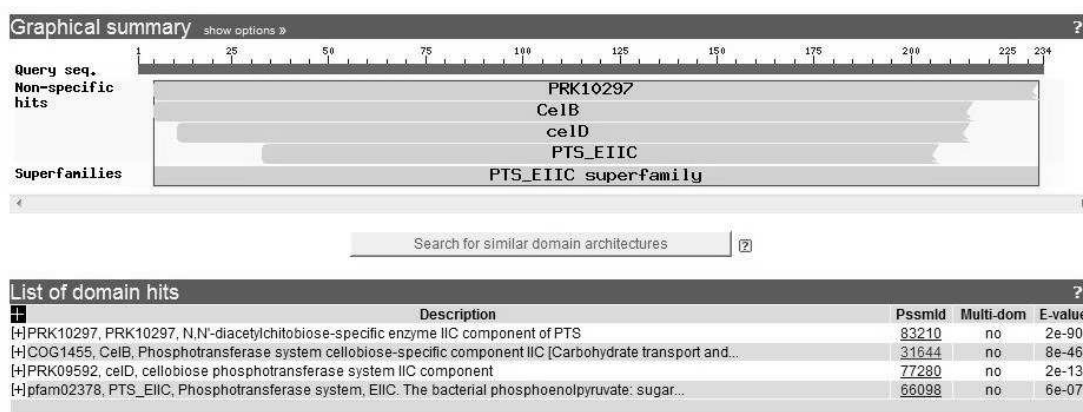 Graphical summary show options » ?
1 25 50 75 100 125 150 175 200 225 234
Query seq.
Non-specific
hits
PRK10297
CelB
celD
PTS_EIIC
Superfamilies PTS_EIIC superfamily
Search for similar domain architectures ?
List of domain hits ?
Description PssmId Multi-dom E-value
[+]PRK10297, PRK10297, N,N'-diacetylchitobiose-specific enzyme IIC component of PTS 83210 no 2e-90
[+]COG1455, CelB, Phosphotransferase system cellobiose-specific component IIC [Carbohydrate transport and... 31644 no 8e-46
[+]PRK09592, celD, cellobiose phosphotransferase system IIC component 77280 no 2e-13
[+]pfam02378, PTS_EIIC, Phosphotransferase system, EIIC. The bacterial phosphoenolpyruvate: sugar... 66098 no 6e-07